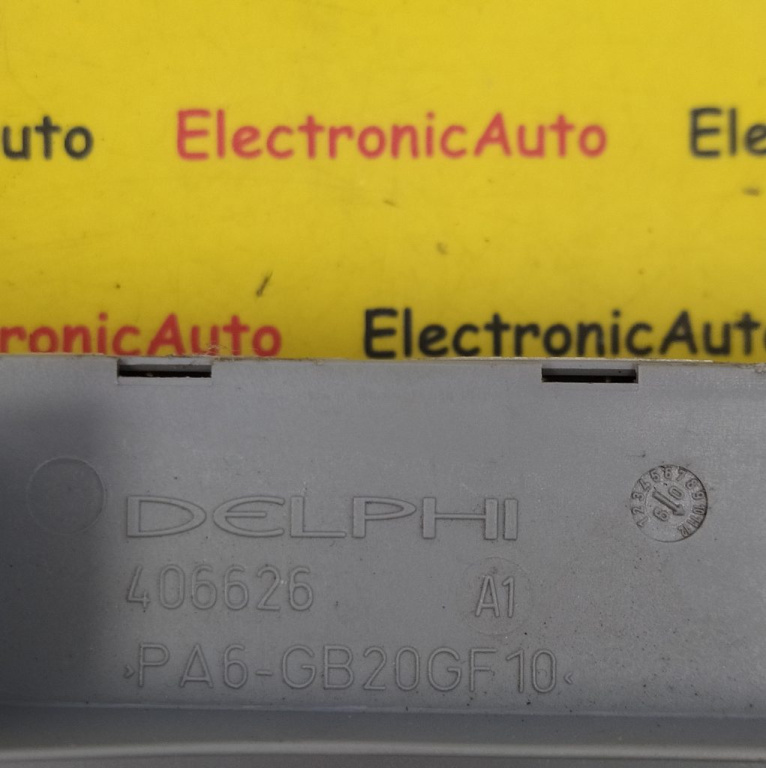 uto ElectronicAuto Ele
ronicAuto ElectronicAuto
DELPHI
406626 A1
>PA6-GB20GF10<